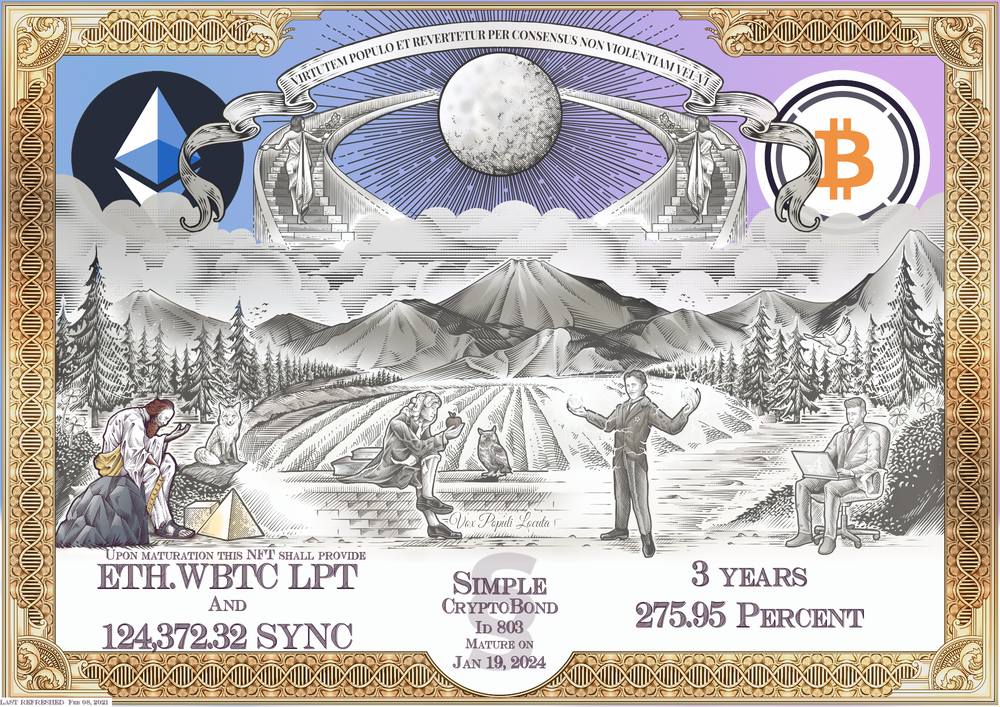 VIRTUTEM POPULO ET REVERTETUR PER CONSENSUS NON VIOLENTIAM VEL VI
Vox Populi Locuta
UPON MATURATION THIS NFT SHALL PROVIDE
ETH.WBTC LPT
AND
124,372.32 SYNC
SIMPLE
CRYPTOBOND
ID 803
MATURE ON
JAN 19, 2024
3 YEARS
275.95 PERCENT
LAST REFRESHED FEB 08, 2021